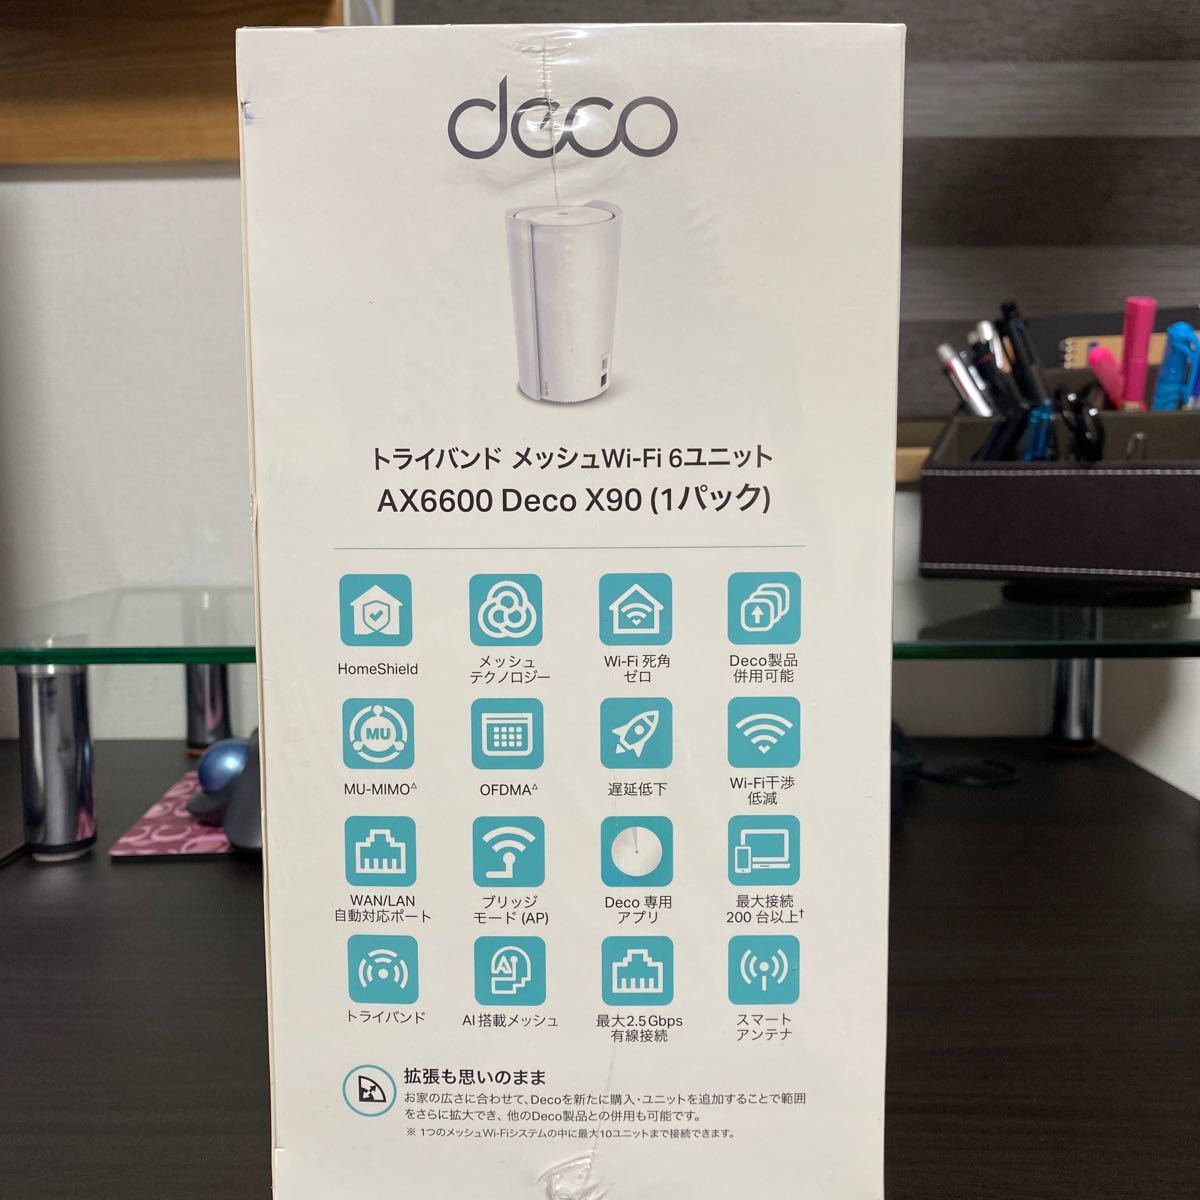 deco
トライバンド メッシュWi-Fi 6ユニット
AX6600 Deco X90 (1パック)
HomeShield
メッシュ
テクノロジー
Wi-Fi 死角
ゼロ
Deco製品
併用可能
MU
MU-MIMO△
OFDMA△
遅延低下
Wi-Fi干渉
低減
WAN/LAN
自動対応ポート
ブリッジ
モード (AP)
Deco 専用
アプリ
最大接続
200 台以上†
トライバンド
AI
AI 搭載メッシュ
最大2.5Gbps
有線接続
スマート
アンテナ
拡張も思いのまま
お家の広さに合わせて、Decoを新たに購入・ユニットを追加することで範囲
をさらに拡大でき、他のDeco製品との併用も可能です。
※ 1つのメッシュWi-Fiシステムの中に最大10ユニットまで接続できます。